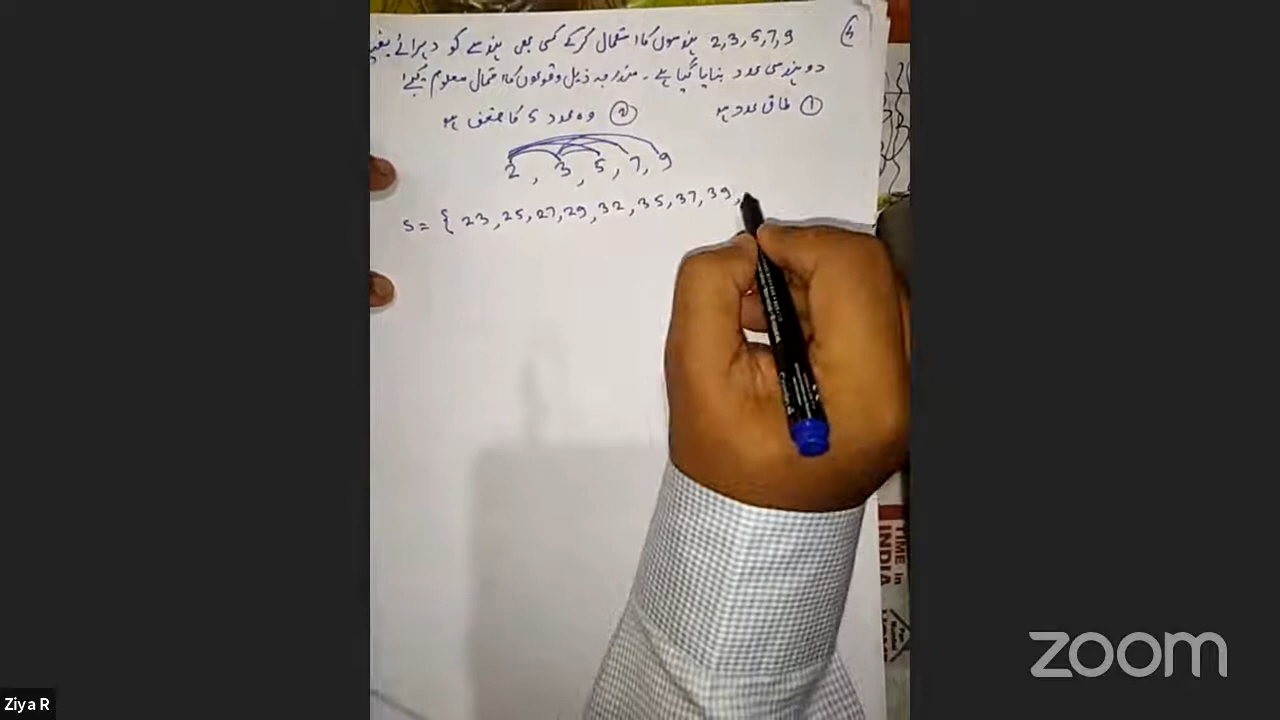 (4) 2,3,5,7,9 ہندسوں کا استعمال کرکے کسی بھی ہندسے کو دہرائے بغیر
دو ہندسی عدد بنایا گیا ہے۔ مندرجہ ذیل وقوعوں کا احتمال معلوم کیجیے
① طاق عدد ہو ② وہ عدد 5 کا ضعف ہو
2, 3, 5, 7, 9
S = { 23, 25, 27, 29, 32, 35, 37, 39,
TIME in
INDIA
zoom
Ziya R